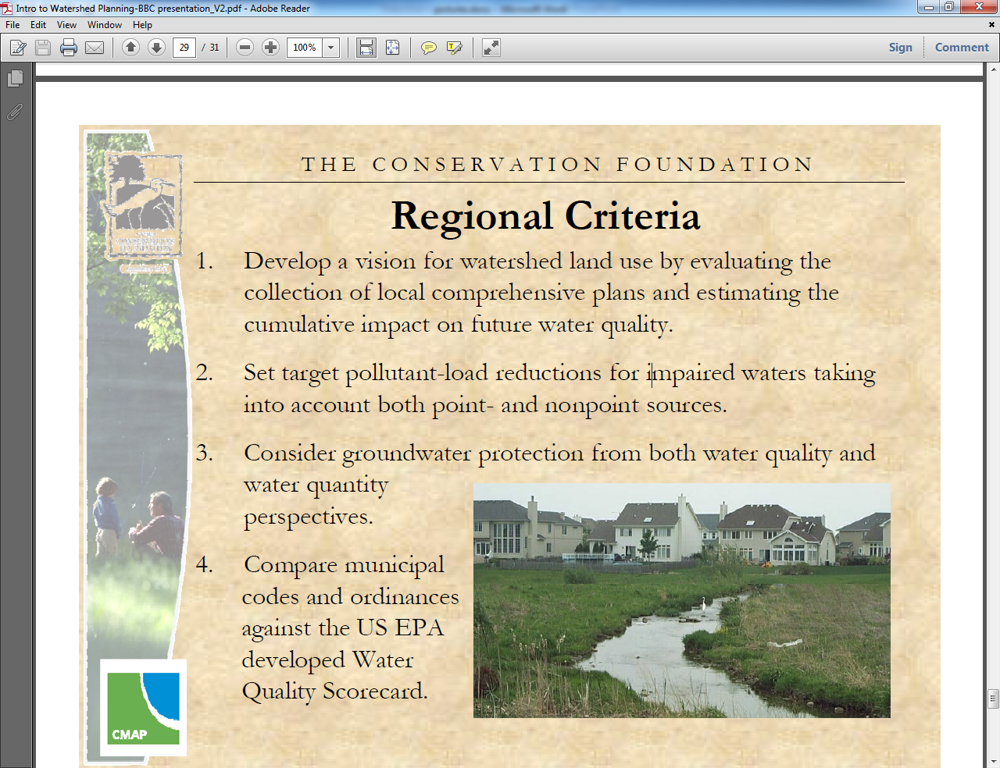 Intro to Watershed Planning-BBC presentation_V2.pdf - Adobe Reader
File Edit View Window Help
29 / 31 100% Sign Comment
THE CONSERVATION FOUNDATION
Regional Criteria
1. Develop a vision for watershed land use by evaluating the
collection of local comprehensive plans and estimating the
cumulative impact on future water quality.
2. Set target pollutant-load reductions for impaired waters taking
into account both point- and nonpoint sources.
3. Consider groundwater protection from both water quality and
water quantity
perspectives.
4. Compare municipal
codes and ordinances
against the US EPA
developed Water
Quality Scorecard.
THE
CONSERVATION
FOUNDATION
CMAP